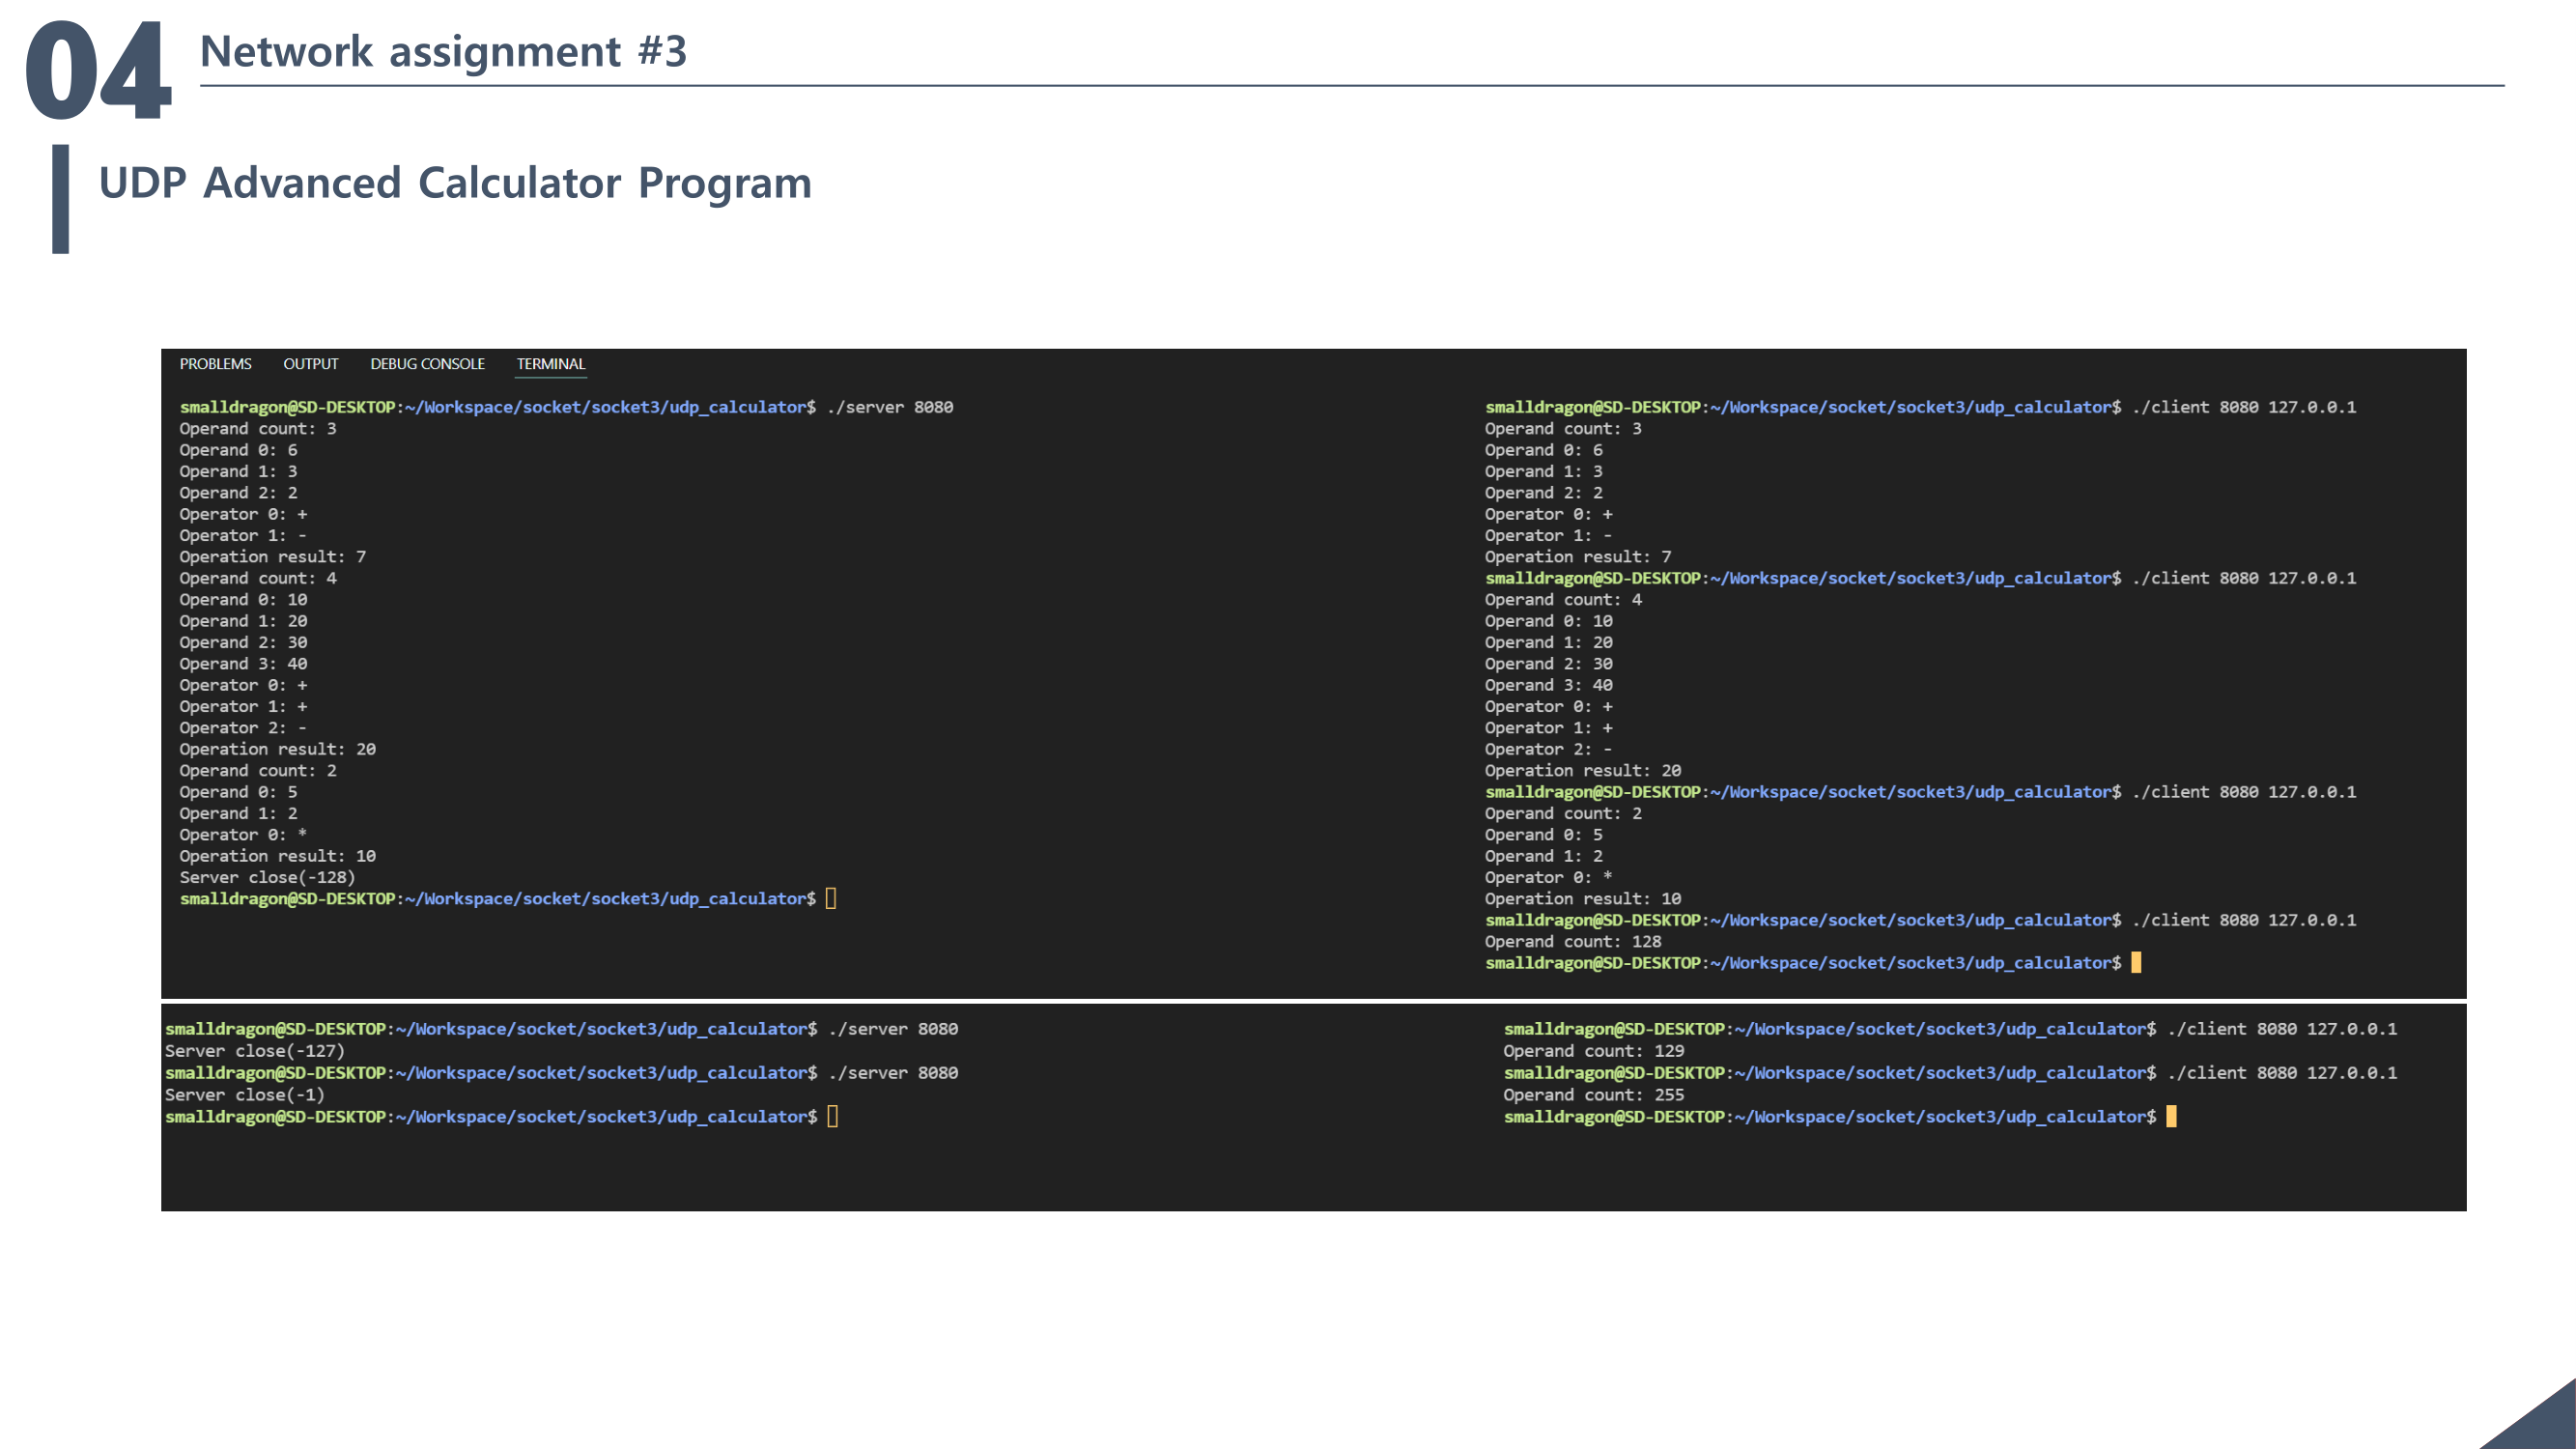 04
Network assignment #3
UDP Advanced Calculator Program
PROBLEMS OUTPUT DEBUG CONSOLE TERMINAL
smalldragon@SD-DESKTOP:~/Workspace/socket/socket3/udp_calculator$ ./server 8080
Operand count: 3
Operand 0: 6
Operand 1: 3
Operand 2: 2
Operator 0: +
Operator 1: -
Operation result: 7
Operand count: 4
Operand 0: 10
Operand 1: 20
Operand 2: 30
Operand 3: 40
Operator 0: +
Operator 1: +
Operator 2: -
Operation result: 20
Operand count: 2
Operand 0: 5
Operand 1: 2
Operator 0: *
Operation result: 10
Server close(-128)
smalldragon@SD-DESKTOP:~/Workspace/socket/socket3/udp_calculator$
smalldragon@SD-DESKTOP:~/Workspace/socket/socket3/udp_calculator$ ./client 8080 127.0.0.1
Operand count: 3
Operand 0: 6
Operand 1: 3
Operand 2: 2
Operator 0: +
Operator 1: -
Operation result: 7
smalldragon@SD-DESKTOP:~/Workspace/socket/socket3/udp_calculator$ ./client 8080 127.0.0.1
Operand count: 4
Operand 0: 10
Operand 1: 20
Operand 2: 30
Operand 3: 40
Operator 0: +
Operator 1: +
Operator 2: -
Operation result: 20
smalldragon@SD-DESKTOP:~/Workspace/socket/socket3/udp_calculator$ ./client 8080 127.0.0.1
Operand count: 2
Operand 0: 5
Operand 1: 2
Operator 0: *
Operation result: 10
smalldragon@SD-DESKTOP:~/Workspace/socket/socket3/udp_calculator$ ./client 8080 127.0.0.1
Operand count: 128
smalldragon@SD-DESKTOP:~/Workspace/socket/socket3/udp_calculator$
smalldragon@SD-DESKTOP:~/Workspace/socket/socket3/udp_calculator$ ./server 8080
Server close(-127)
smalldragon@SD-DESKTOP:~/Workspace/socket/socket3/udp_calculator$ ./server 8080
Server close(-1)
smalldragon@SD-DESKTOP:~/Workspace/socket/socket3/udp_calculator$
smalldragon@SD-DESKTOP:~/Workspace/socket/socket3/udp_calculator$ ./client 8080 127.0.0.1
Operand count: 129
smalldragon@SD-DESKTOP:~/Workspace/socket/socket3/udp_calculator$ ./client 8080 127.0.0.1
Operand count: 255
smalldragon@SD-DESKTOP:~/Workspace/socket/socket3/udp_calculator$